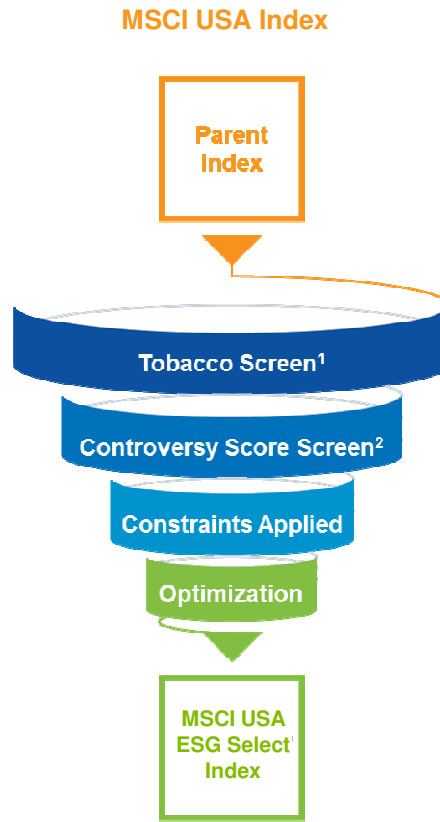 MSCI USA Index
Parent
Index
Tobacco Screen¹
Controversy Score Screen²
Constraints Applied
Optimization
MSCI USA
ESG Select'
Index